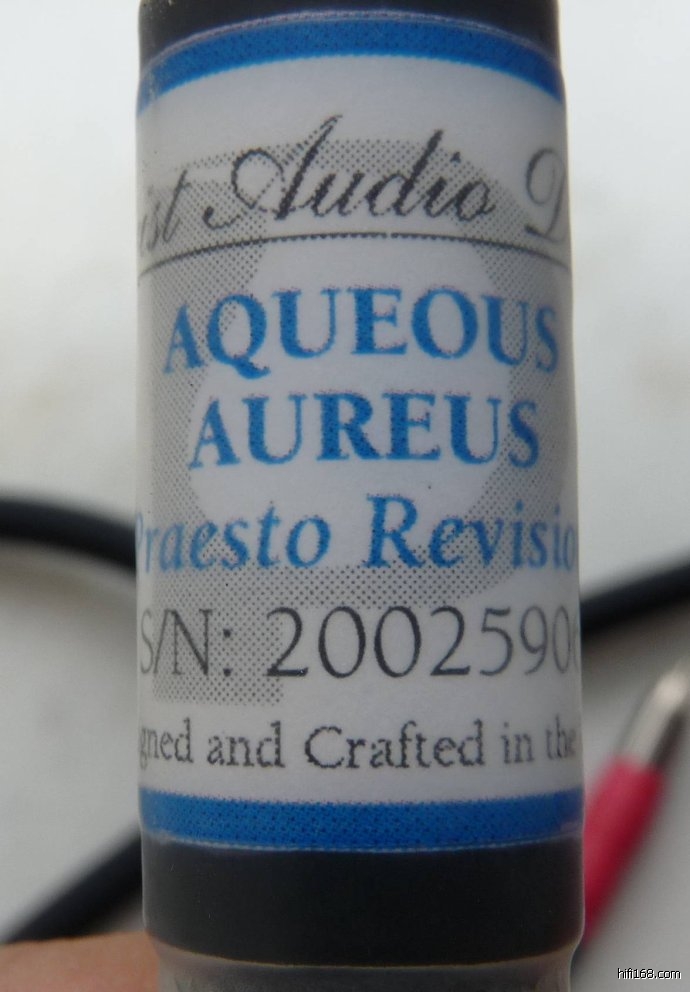 ist Audio D
AQUEOUS
AUREUS
Praesto Revisio
S/N: 2002590
gned and Crafted in the
hifi168.com